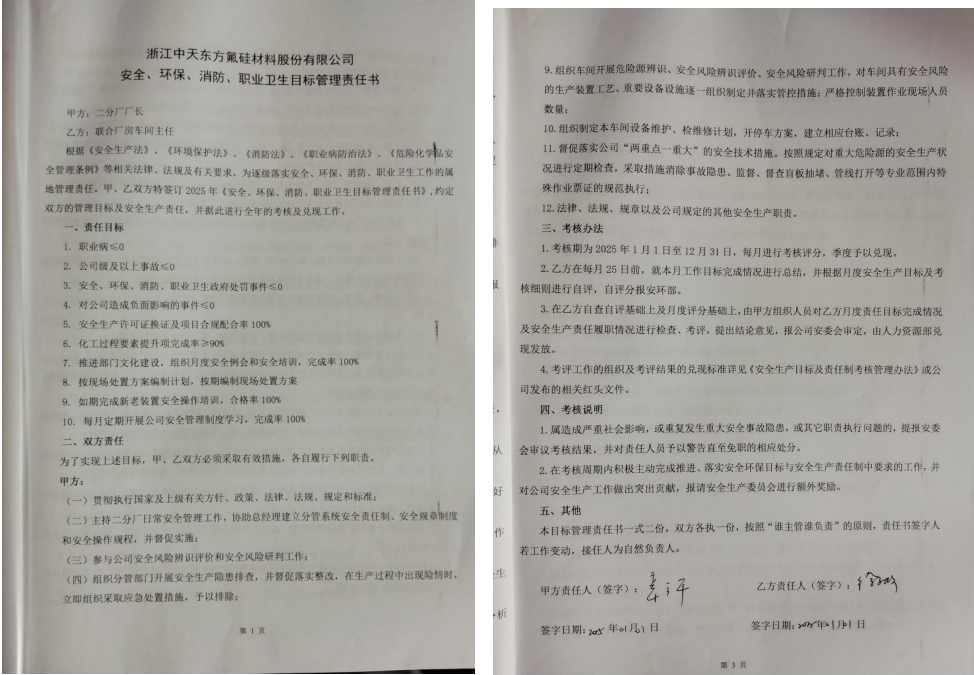 浙江中天东方氟硅材料股份有限公司
安全、环保、消防、职业卫生目标管理责任书
甲方：二分厂厂长
乙方：联合厂房车间主任
根据《安全生产法》、《环境保护法》、《消防法》、《职业病防治法》、《危险化学品安
全管理条例》等相关法律、法规及有关要求，为逐级落实安全、环保、消防、职业卫生工作的属
地管理责任。甲、乙双方特签订 2025 年《安全、环保、消防、职业卫生目标管理责任书》，约定
双方的管理目标及安全生产责任，并据此进行全年的考核及兑现工作。
一、责任目标
1. 职业病≤0
2. 公司级及以上事故≤0
3. 安全、环保、消防、职业卫生政府处罚事件≤0
4. 对公司造成负面影响的事件≤0
5. 安全生产许可证换证及项目合规配合率 100%
6. 化工过程要素提升项完成率≥90%
7. 推进部门文化建设，组织月度安全例会和安全培训，完成率 100%
8. 按现场处置方案编制计划，按期编制现场处置方案
9. 如期完成新老装置安全操作培训，合格率 100%
10. 每月定期开展公司安全管理制度学习，完成率 100%
二、双方责任
为了实现上述目标，甲、乙双方必须采取有效措施，各自履行下列职责。
甲方：
（一）贯彻执行国家及上级有关方针、政策、法律、法规、规定和标准；
（二）主持二分厂日常安全管理工作，协助总经理建立分管系统安全责任制、安全规章制度
和安全操作规程，并督促实施；
（三）参与公司安全风险辨识评价和安全风险研判工作；
（四）组织分管部门开展安全生产隐患排查，并督促落实整改，在生产过程中出现险情时，
立即组织采取应急处置措施，予以排除；
第 1 页
9. 组织车间开展危险源辨识、安全风险辨识评价、安全风险研判工作，对车间具有安全风险
的生产装置工艺、重要设备设施逐一组织制定并落实管控措施；严格控制装置作业现场人员
数量；
10. 组织制定本车间设备维护、检维修计划，开停车方案，建立相应台账、记录；
11. 督促落实公司“两重点一重大”的安全技术措施。按照规定对重大危险源的安全生产状
况进行定期检查，采取措施消除事故隐患。监督、督查盲板抽堵、管线打开等专业范围内特
殊作业票证的规范执行；
12. 法律、法规、规章以及公司规定的其他安全生产职责。
三、考核办法
1. 考核期为 2025 年 1 月 1 日至 12 月 31 日，每月进行考核评分，季度予以兑现。
2. 乙方在每月 25 日前，就本月工作目标完成情况进行总结，并根据月度安全生产目标及考
核细则进行自评，自评分报安环部。
3. 在乙方自查自评基础上及月度评分基础上，由甲方组织人员对乙方月度责任目标完成情况
及安全生产责任履职情况进行检查、考评，提出结论意见，报公司安委会审定，由人力资源部兑
现发放。
4. 考评工作的组织及考评结果的兑现标准详见《安全生产目标及责任制考核管理办法》或公
司发布的相关红头文件。
四、考核说明
1. 属造成严重社会影响，或重复发生重大安全事故隐患，或其它职责执行问题的，提报安委
会审议考核结果，并对责任人员予以警告直至免职的相应处分。
2. 在考核周期内积极主动完成推进、落实安全环保目标与安全生产责任制中要求的工作，并
对公司安全生产工作做出突出贡献，报请安全生产委员会进行额外奖励。
五、其他
本目标管理责任书一式二份，双方各执一份，按照“谁主管谁负责”的原则，责任书签字人
若工作变动，接任人为自然负责人。
甲方责任人（签字）： 乙方责任人（签字）：
签字日期：2025 年 01 月 01 日 签字日期：2025 年 01 月 01 日
第 3 页